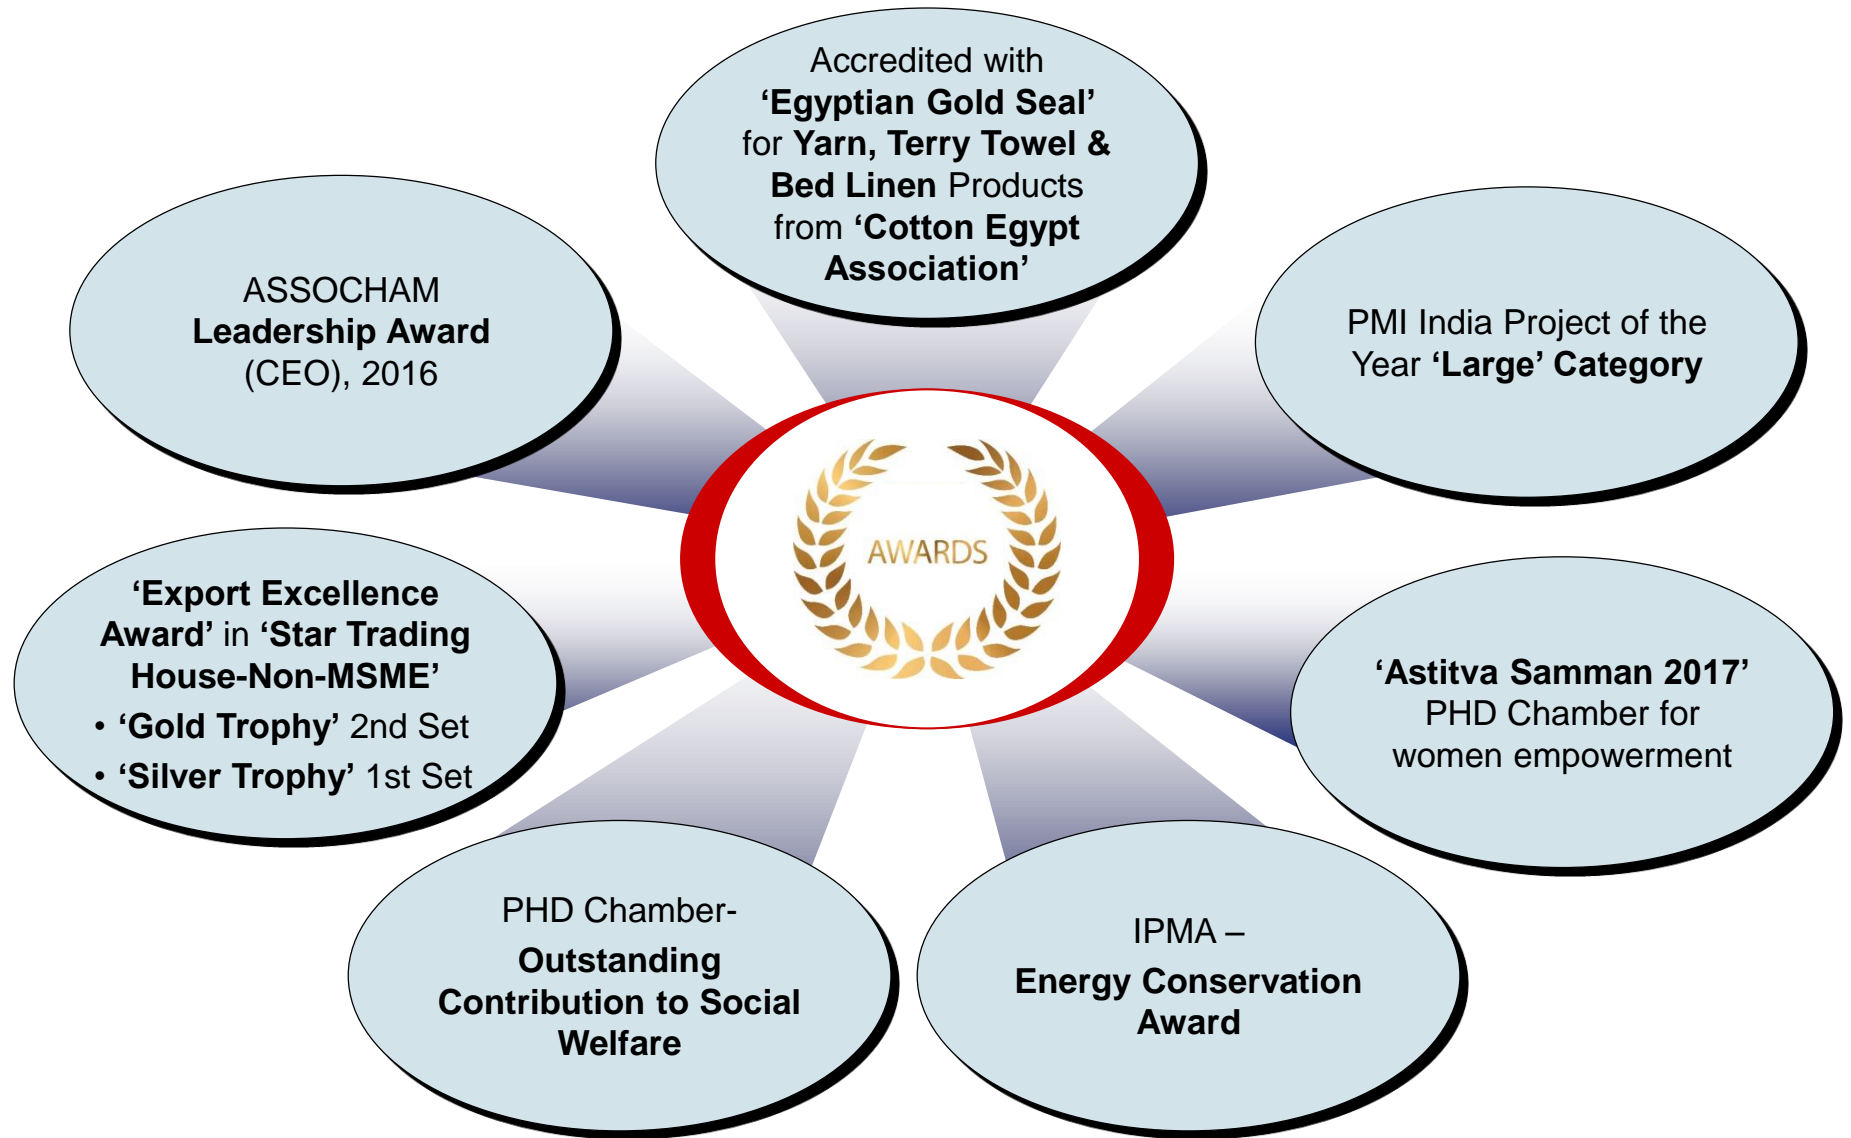 Accredited with
‘Egyptian Gold Seal’
for Yarn, Terry Towel &
Bed Linen Products
from ‘Cotton Egypt
Association’
ASSOCHAM
Leadership Award
(CEO), 2016
PMI India Project of the
Year ‘Large’ Category
AWARDS
‘Export Excellence
Award’ in ‘Star Trading
House-Non-MSME’
• ‘Gold Trophy’ 2nd Set
• ‘Silver Trophy’ 1st Set
‘Astitva Samman 2017’
PHD Chamber for
women empowerment
PHD Chamber-
Outstanding
Contribution to Social
Welfare
IPMA –
Energy Conservation
Award